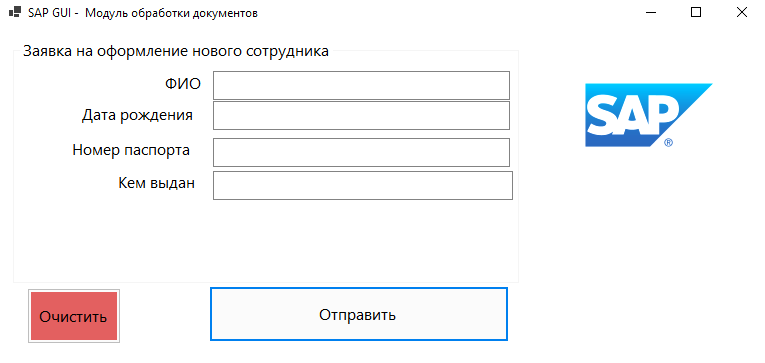 SAP GUI - Модуль обработки документов
Заявка на оформление нового сотрудника
ФИО
SAP®
Дата рождения
Номер паспорта
Кем выдан
Очистить
Отправить